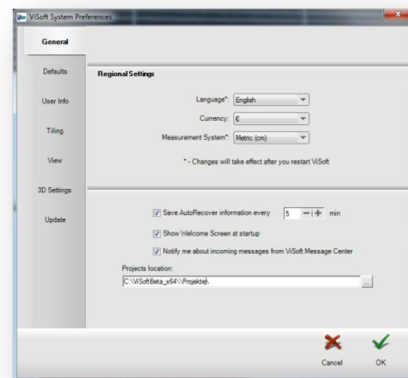 ViSoft System Preferences
General
Defaults
User Info
Tiling
View
3D Settings
Update
Regional Settings
Language*: English
Currency: €
Measurement System*: Metric (cm)
* - Changes will take effect after you restart ViSoft
Save AutoRecover information every 5 min
Show Welcome Screen at startup
Notify me about incoming messages from ViSoft Message Center
Projects location:
C:\ViSoftBeta_x64\\Projekte\
...
Cancel
OK